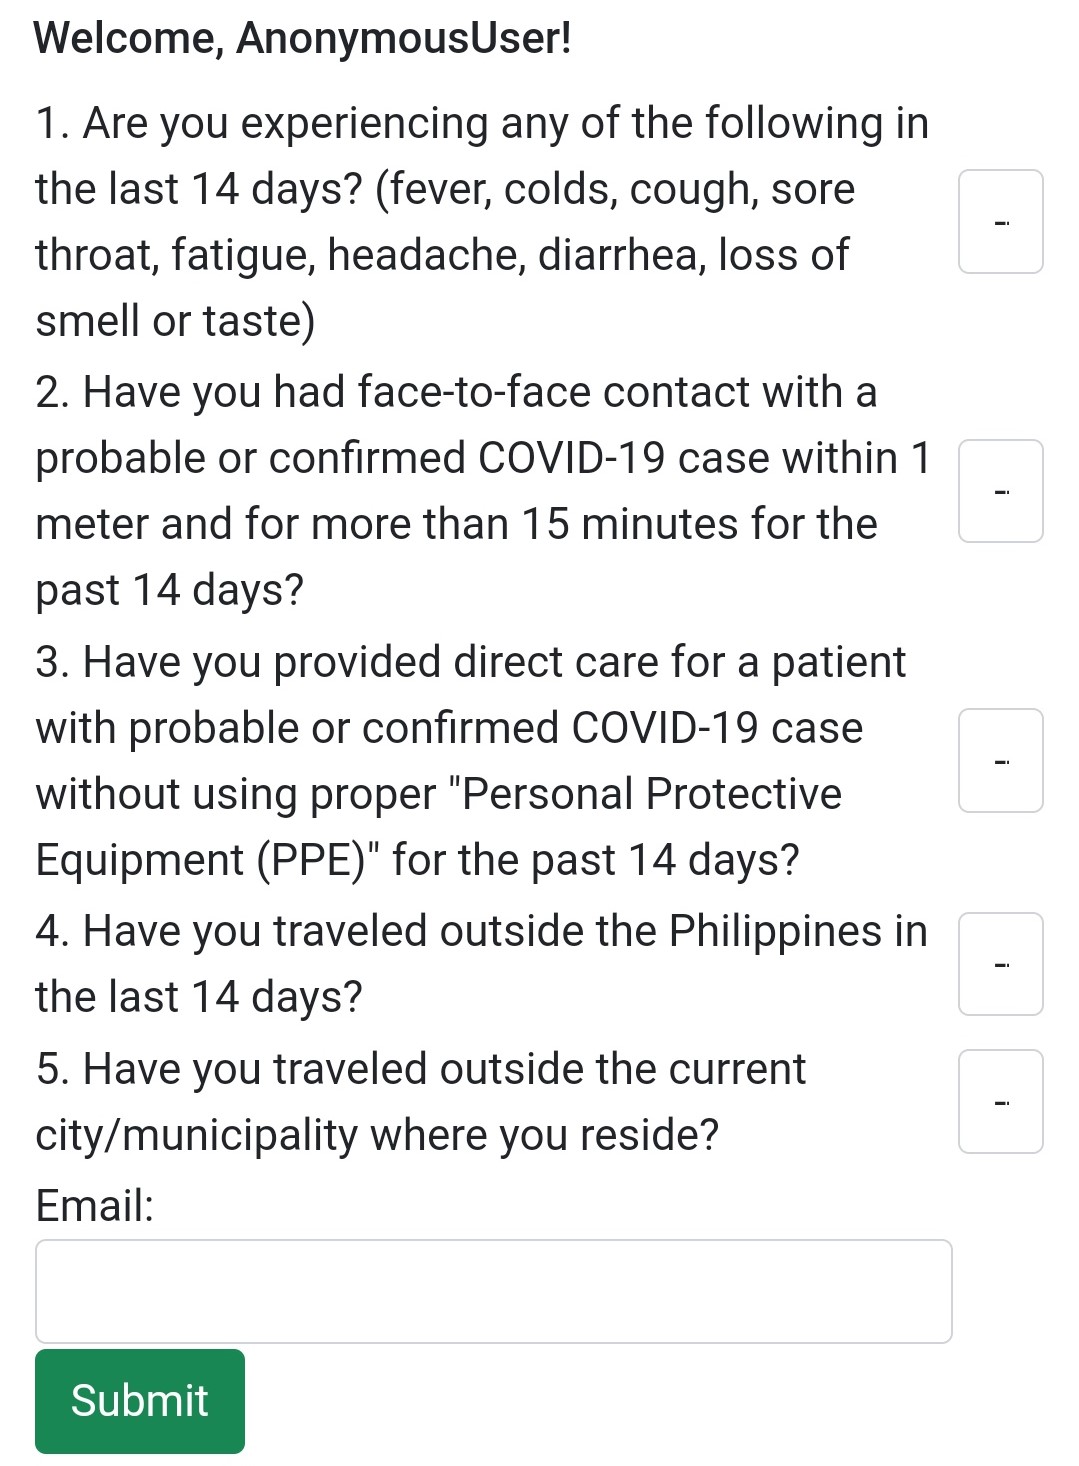 Welcome, AnonymousUser!
1. Are you experiencing any of the following in
the last 14 days? (fever, colds, cough, sore
throat, fatigue, headache, diarrhea, loss of
smell or taste)
2. Have you had face-to-face contact with a
probable or confirmed COVID-19 case within 1
meter and for more than 15 minutes for the
past 14 days?
3. Have you provided direct care for a patient
with probable or confirmed COVID-19 case
without using proper "Personal Protective
Equipment (PPE)" for the past 14 days?
4. Have you traveled outside the Philippines in
the last 14 days?
5. Have you traveled outside the current
city/municipality where you reside?
Email:
Submit